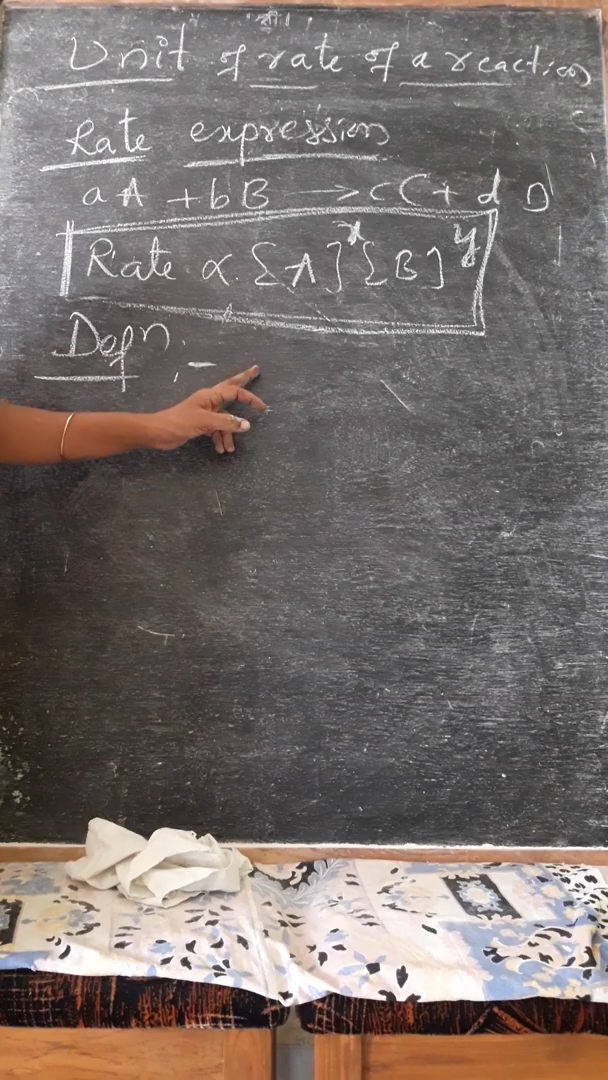 श्री
Unit of rate of a reaction
Rate expression
aA + bB → cC + dD
Rate ∝ [A]ˣ [B]ʸ
Defn:-